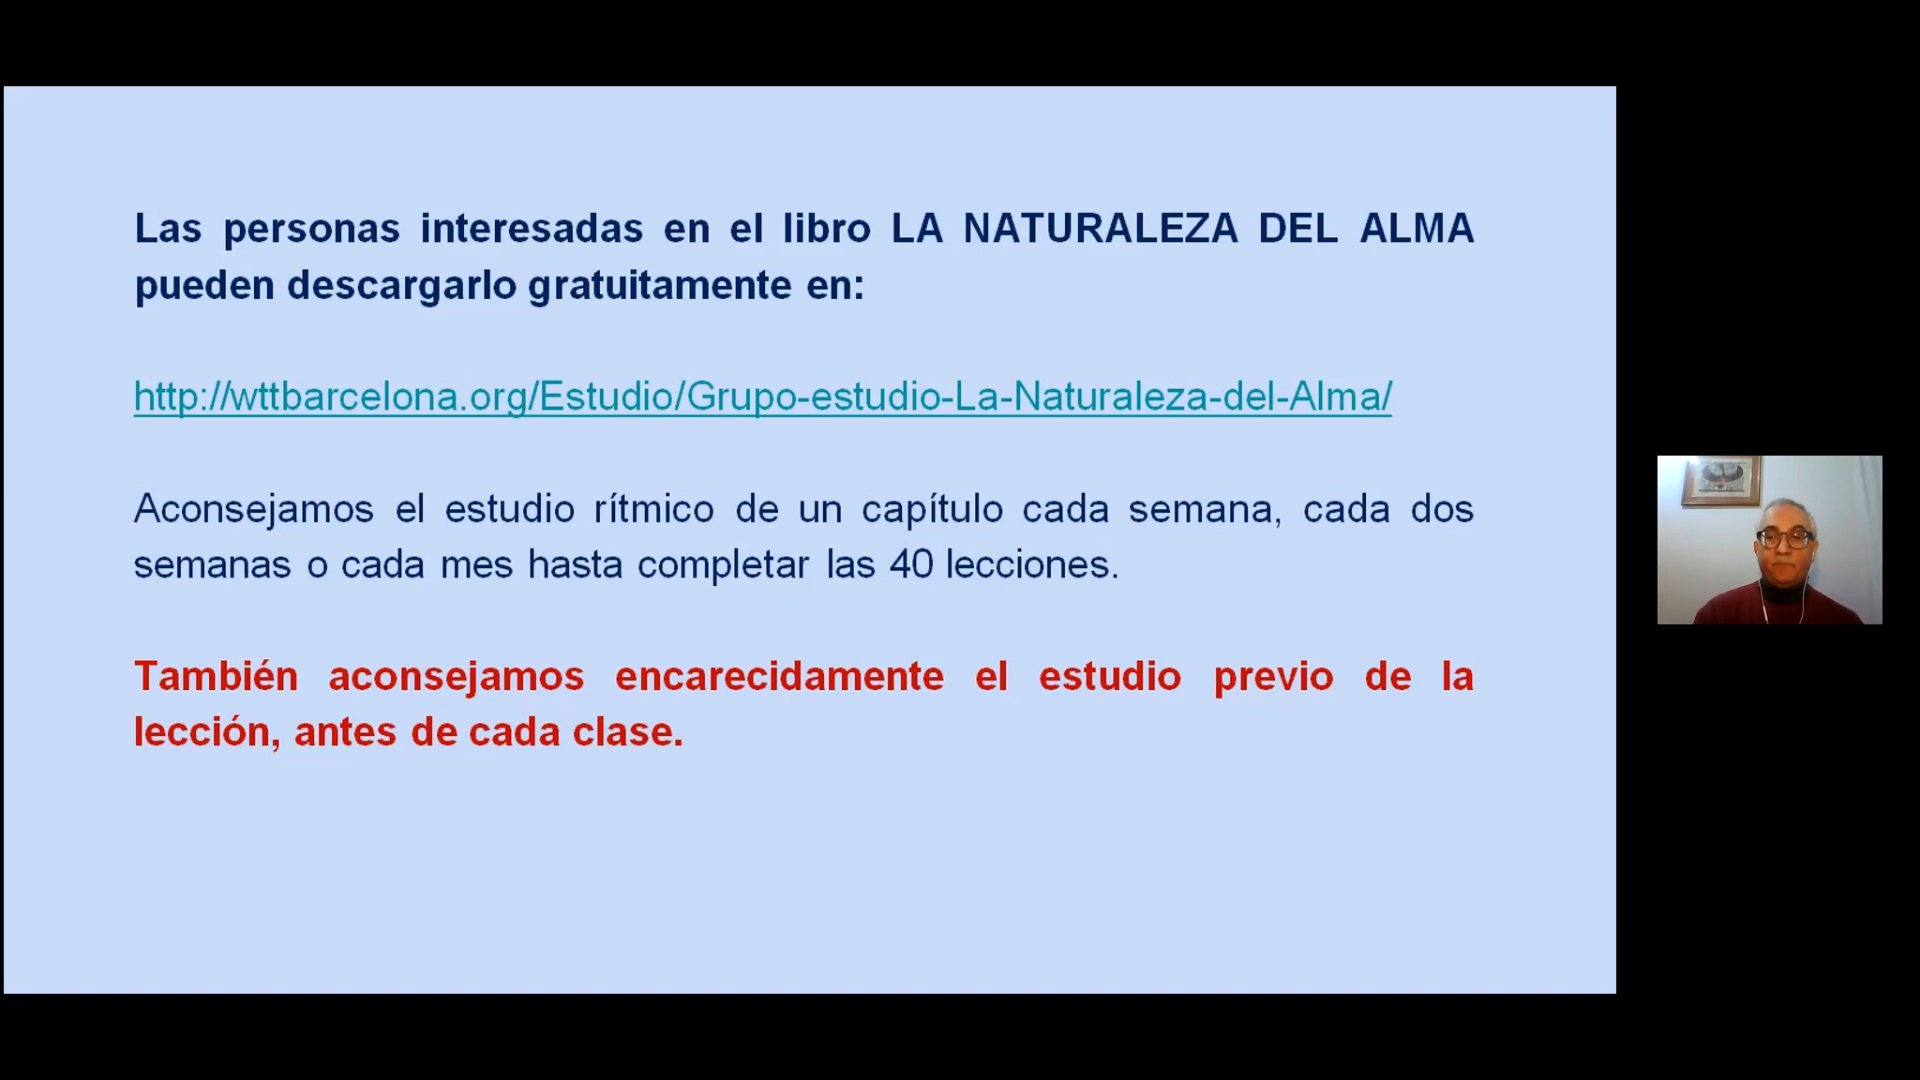 Las personas interesadas en el libro LA NATURALEZA DEL ALMA
pueden descargarlo gratuitamente en:
http://wttbarcelona.org/Estudio/Grupo-estudio-La-Naturaleza-del-Alma/
Aconsejamos el estudio rítmico de un capítulo cada semana, cada dos
semanas o cada mes hasta completar las 40 lecciones.
También aconsejamos encarecidamente el estudio previo de la
lección, antes de cada clase.